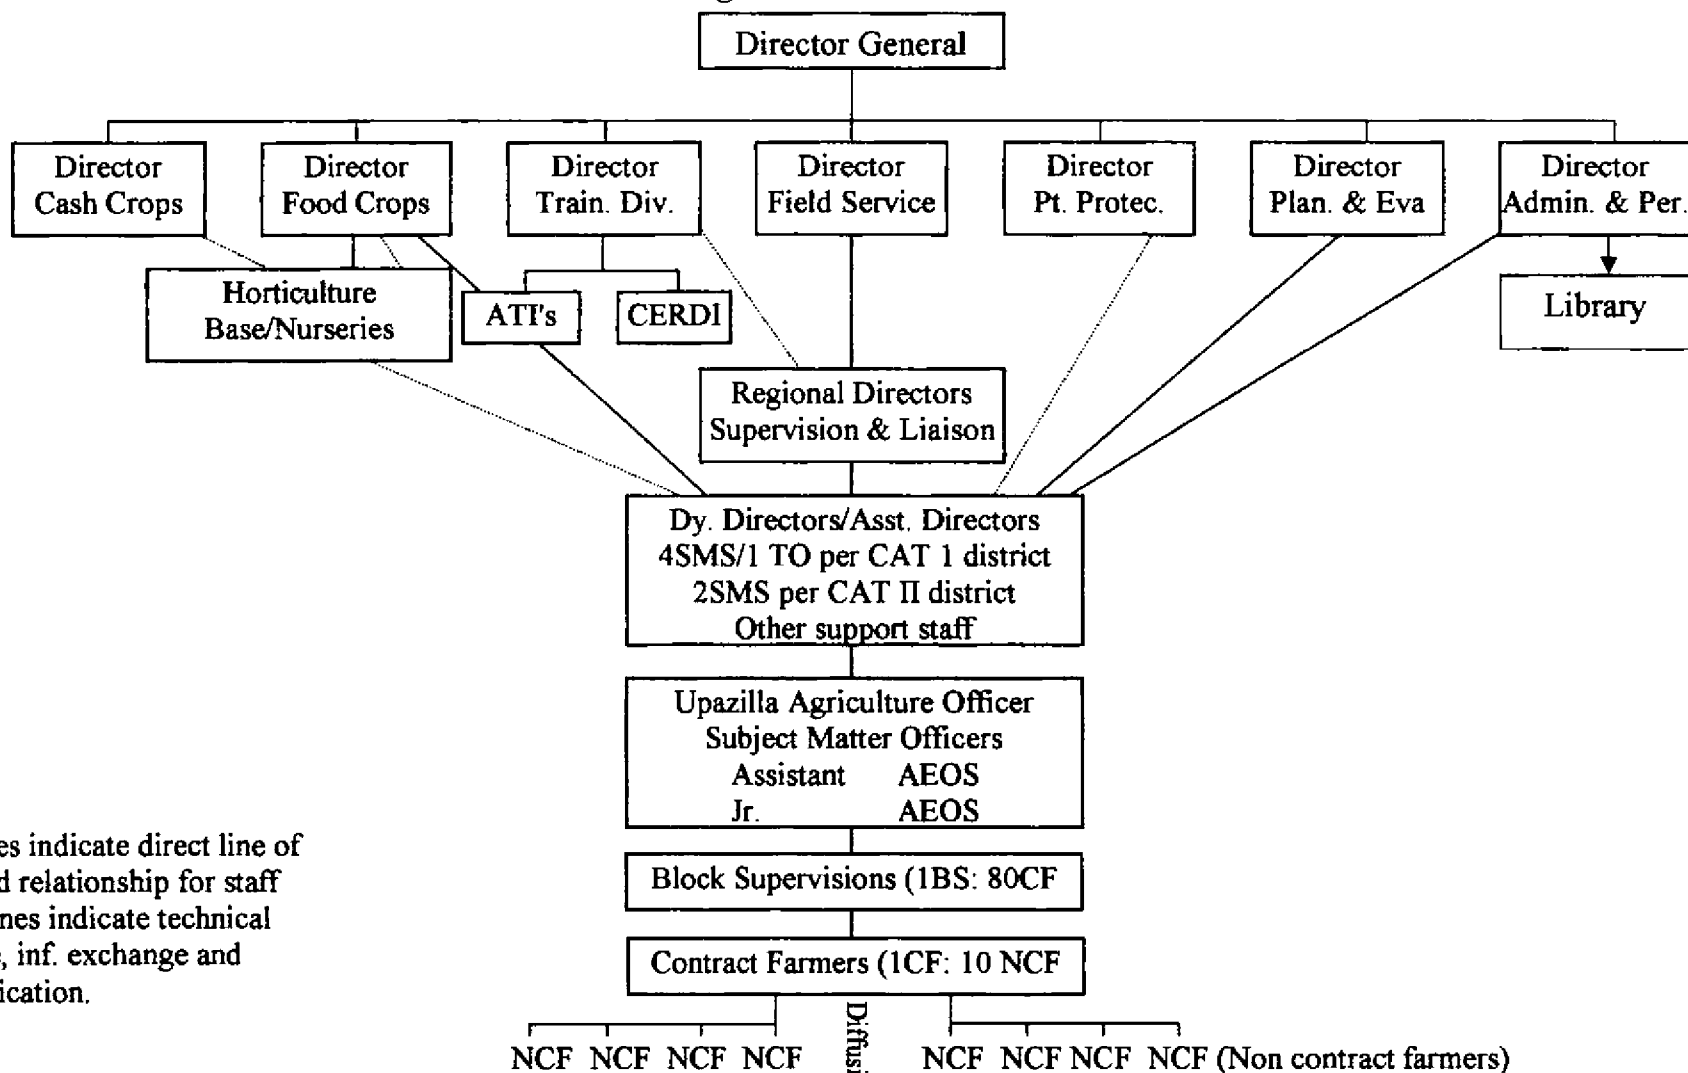 Director General
Director
Cash Crops
Director
Food Crops
Director
Train. Div.
Director
Field Service
Director
Pt. Protec.
Director
Plan. & Eva
Director
Admin. & Per.
Horticulture
Base/Nurseries
ATI's
CERDI
Library
Regional Directors
Supervision & Liaison
Dy. Directors/Asst. Directors
4SMS/1 TO per CAT 1 district
2SMS per CAT II district
Other support staff
Upazilla Agriculture Officer
Subject Matter Officers
Assistant AEOS
Jr. AEOS
es indicate direct line of
d relationship for staff
nes indicate technical
, inf. exchange and
ication.
Block Supervisions (1BS: 80CF
Contract Farmers (1CF: 10 NCF
Diffusi
NCF NCF NCF NCF NCF NCF NCF NCF (Non contract farmers)